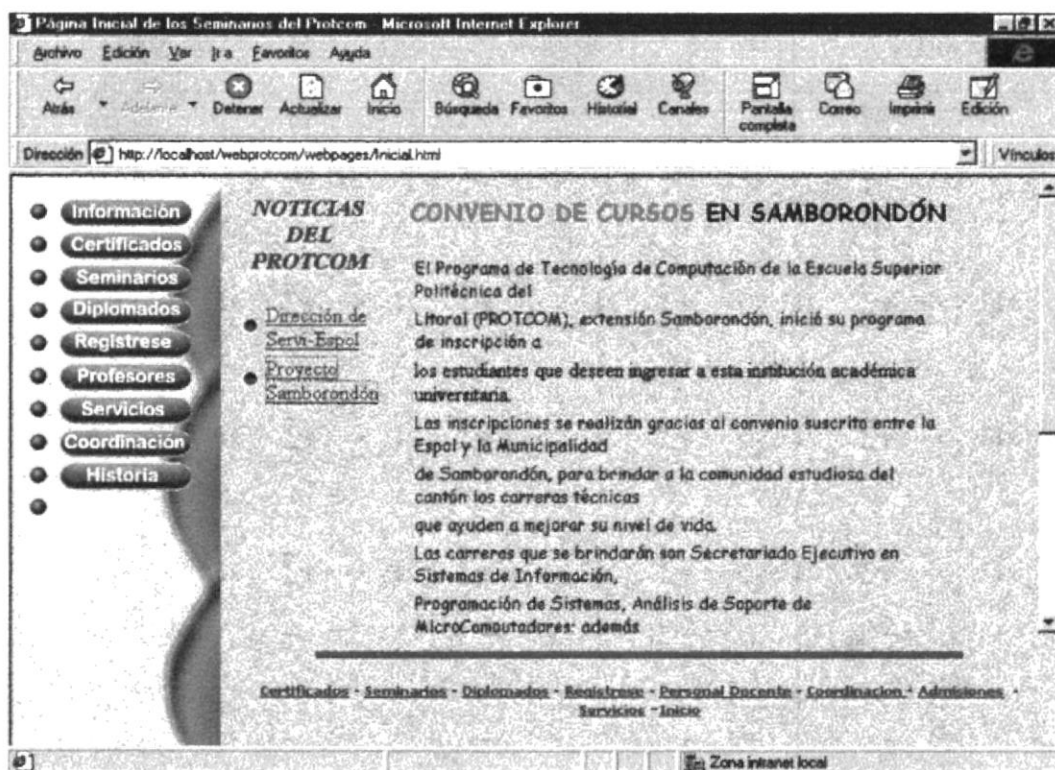 Página Inicial de los Seminarios del Protcom - Microsoft Internet Explorer
Archivo Edición Ver Ir a Favoritos Ayuda
Atrás Adelante Detener Actualizar Inicio Búsqueda Favoritos Historial Canales Pantalla completa Correo Imprimir Edición
Dirección http://localhost/webprotcom/webpages/Inicial.html Vínculos
Información
Certificados
Seminarios
Diplomados
Registrese
Profesores
Servicios
Coordinación
Historia
NOTICIAS
DEL
PROTCOM
Dirección de
Servi-Espol
Proyecto
Samborondón
CONVENIO DE CURSOS EN SAMBORONDÓN
El Programa de Tecnología de Computación de la Escuela Superior
Politécnica del
Litoral (PROTCOM), extensión Samborondón, inició su programa
de inscripción a
los estudiantes que deseen ingresar a esta institución académica
universitaria.
Las inscripciones se realizán gracias al convenio suscrito entre la
Espol y la Municipalidad
de Samborondón, para brindar a la comunidad estudiosa del
cantón las carreras técnicas
que ayuden a mejorar su nivel de vida.
Las carreras que se brindarán son Secretariado Ejecutivo en
Sistemas de Información,
Programación de Sistemas, Análisis de Soporte de
MicroComputadores; además
Certificados - Seminarios - Diplomados - Registrese - Personal Docente - Coordinacion - Admisiones -
Servicios - Inicio
Zona intranet local